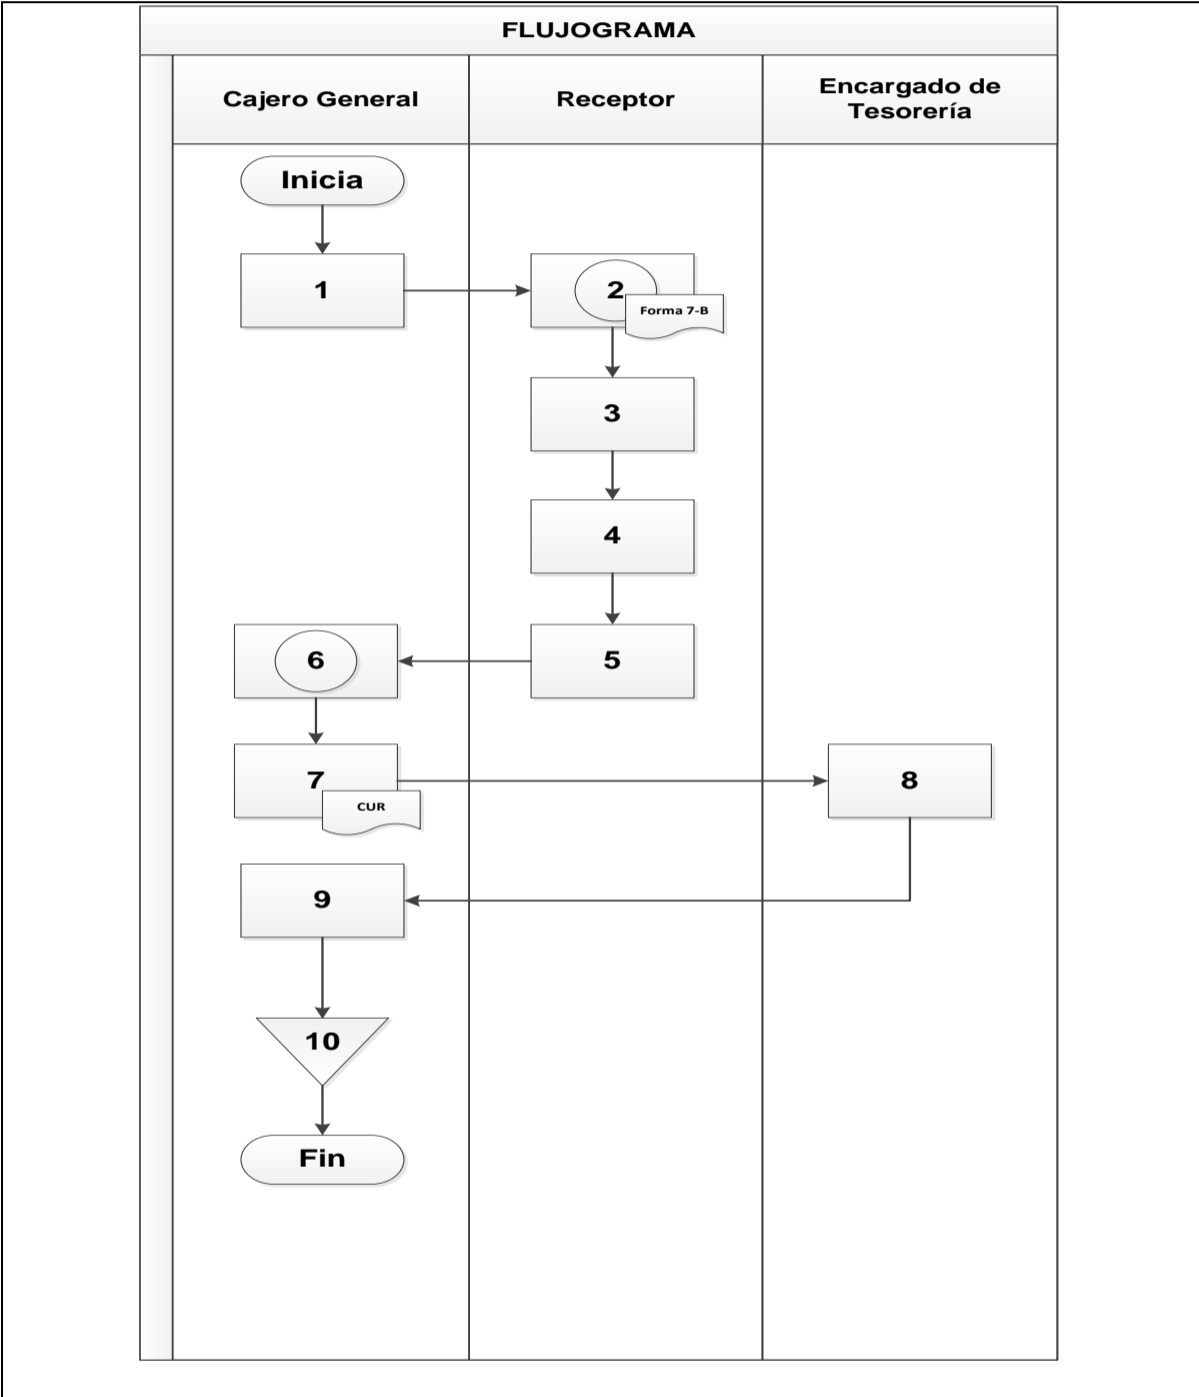 FLUJOGRAMA
Cajero General
Receptor
Encargado de
Tesorería
Inicia
1
2
Forma 7-B
3
4
5
6
7
CUR
8
9
10
Fin